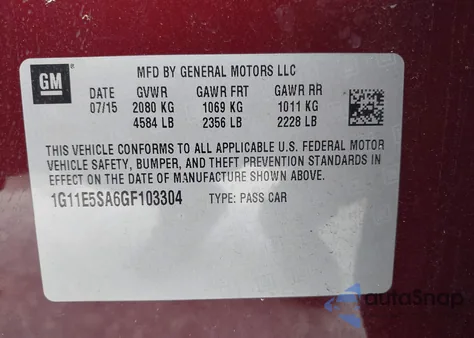 GM
MFD BY GENERAL MOTORS LLC
DATE GVWR GAWR FRT GAWR RR
07/15 2080 KG 1069 KG 1011 KG
4584 LB 2356 LB 2228 LB
THIS VEHICLE CONFORMS TO ALL APPLICABLE U.S. FEDERAL MOTOR
VEHICLE SAFETY, BUMPER, AND THEFT PREVENTION STANDARDS IN
EFFECT ON THE DATE OF MANUFACTURE SHOWN ABOVE.
1G11E5SA6GF103304 TYPE: PASS CAR
autoSnap